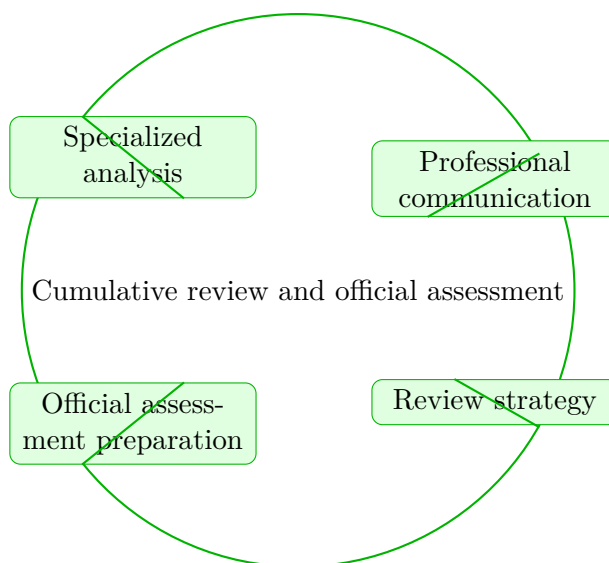 Specialized
analysis
Professional
communication
Cumulative review and official assessment
Official assess-
ment preparation
Review strategy